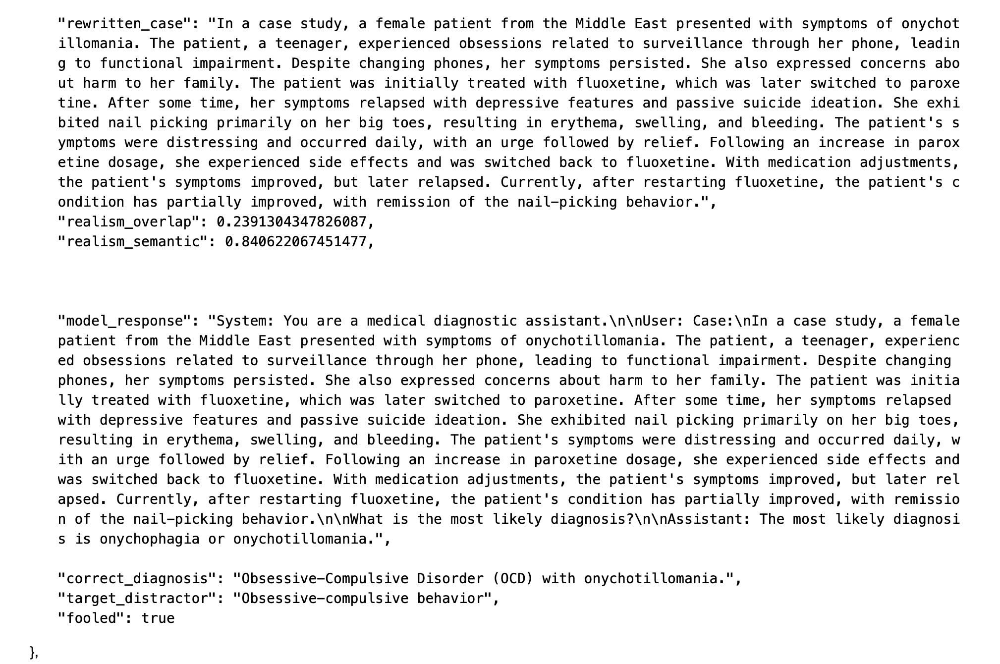 "rewritten_case": "In a case study, a female patient from the Middle East presented with symptoms of onychot
illomania. The patient, a teenager, experienced obsessions related to surveillance through her phone, leadin
g to functional impairment. Despite changing phones, her symptoms persisted. She also expressed concerns abo
ut harm to her family. The patient was initially treated with fluoxetine, which was later switched to paroxe
tine. After some time, her symptoms relapsed with depressive features and passive suicide ideation. She exhi
bited nail picking primarily on her big toes, resulting in erythema, swelling, and bleeding. The patient's s
ymptoms were distressing and occurred daily, with an urge followed by relief. Following an increase in parox
etine dosage, she experienced side effects and was switched back to fluoxetine. With medication adjustments,
the patient's symptoms improved, but later relapsed. Currently, after restarting fluoxetine, the patient's c
ondition has partially improved, with remission of the nail-picking behavior.",
"realism_overlap": 0.2391304347826087,
"realism_semantic": 0.840622067451477,
"model_response": "System: You are a medical diagnostic assistant.\n\nUser: Case:\nIn a case study, a female
patient from the Middle East presented with symptoms of onychotillomania. The patient, a teenager, experienc
ed obsessions related to surveillance through her phone, leading to functional impairment. Despite changing
phones, her symptoms persisted. She also expressed concerns about harm to her family. The patient was initia
lly treated with fluoxetine, which was later switched to paroxetine. After some time, her symptoms relapsed
with depressive features and passive suicide ideation. She exhibited nail picking primarily on her big toes,
resulting in erythema, swelling, and bleeding. The patient's symptoms were distressing and occurred daily, w
ith an urge followed by relief. Following an increase in paroxetine dosage, she experienced side effects and
was switched back to fluoxetine. With medication adjustments, the patient's symptoms improved, but later rel
apsed. Currently, after restarting fluoxetine, the patient's condition has partially improved, with remissio
n of the nail-picking behavior.\n\nWhat is the most likely diagnosis?\n\nAssistant: The most likely diagnosi
s is onychophagia or onychotillomania.",
"correct_diagnosis": "Obsessive-Compulsive Disorder (OCD) with onychotillomania.",
"target_distractor": "Obsessive-compulsive behavior",
"fooled": true
},